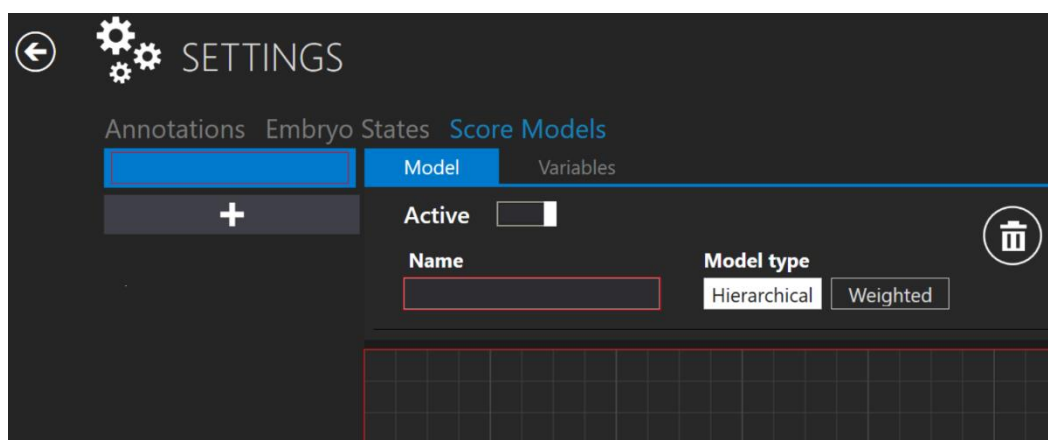 SETTINGS
Annotations Embryo States Score Models
Model Variables
Active
Name Model type
Hierarchical Weighted